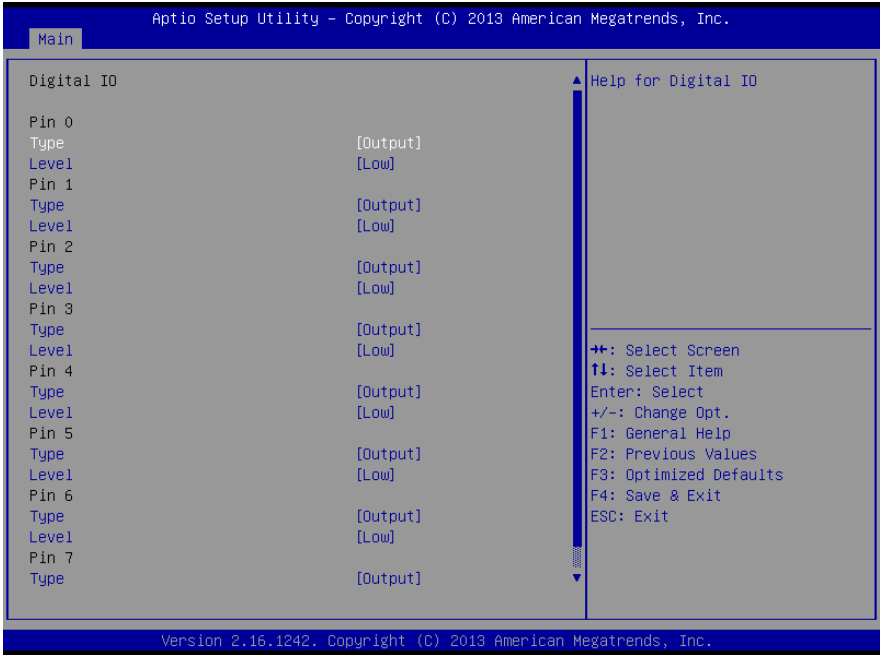 Aptio Setup Utility – Copyright (C) 2013 American Megatrends, Inc.
Main
Digital IO
Pin 0
Type [Output]
Level [Low]
Pin 1
Type [Output]
Level [Low]
Pin 2
Type [Output]
Level [Low]
Pin 3
Type [Output]
Level [Low]
Pin 4
Type [Output]
Level [Low]
Pin 5
Type [Output]
Level [Low]
Pin 6
Type [Output]
Level [Low]
Pin 7
Type [Output]
Help for Digital IO
→←: Select Screen
↑↓: Select Item
Enter: Select
+/-: Change Opt.
F1: General Help
F2: Previous Values
F3: Optimized Defaults
F4: Save & Exit
ESC: Exit
Version 2.16.1242. Copyright (C) 2013 American Megatrends, Inc.